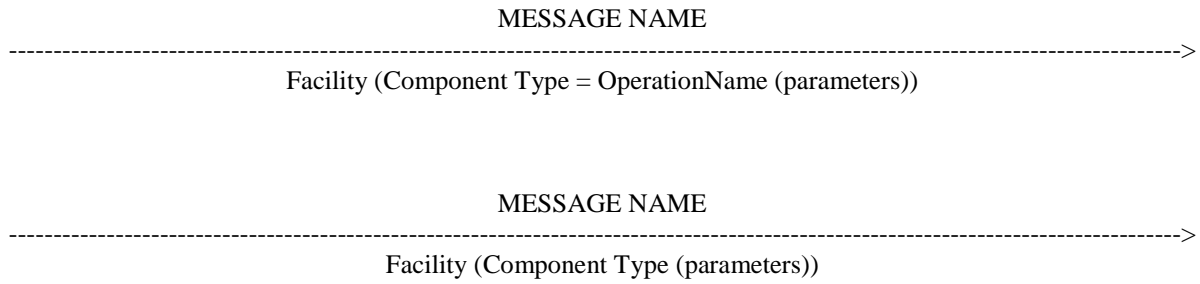 MESSAGE NAME
-------------------------------------------------------------------------------------------------------------------------------------->
Facility (Component Type = OperationName (parameters))
MESSAGE NAME
-------------------------------------------------------------------------------------------------------------------------------------->
Facility (Component Type (parameters))